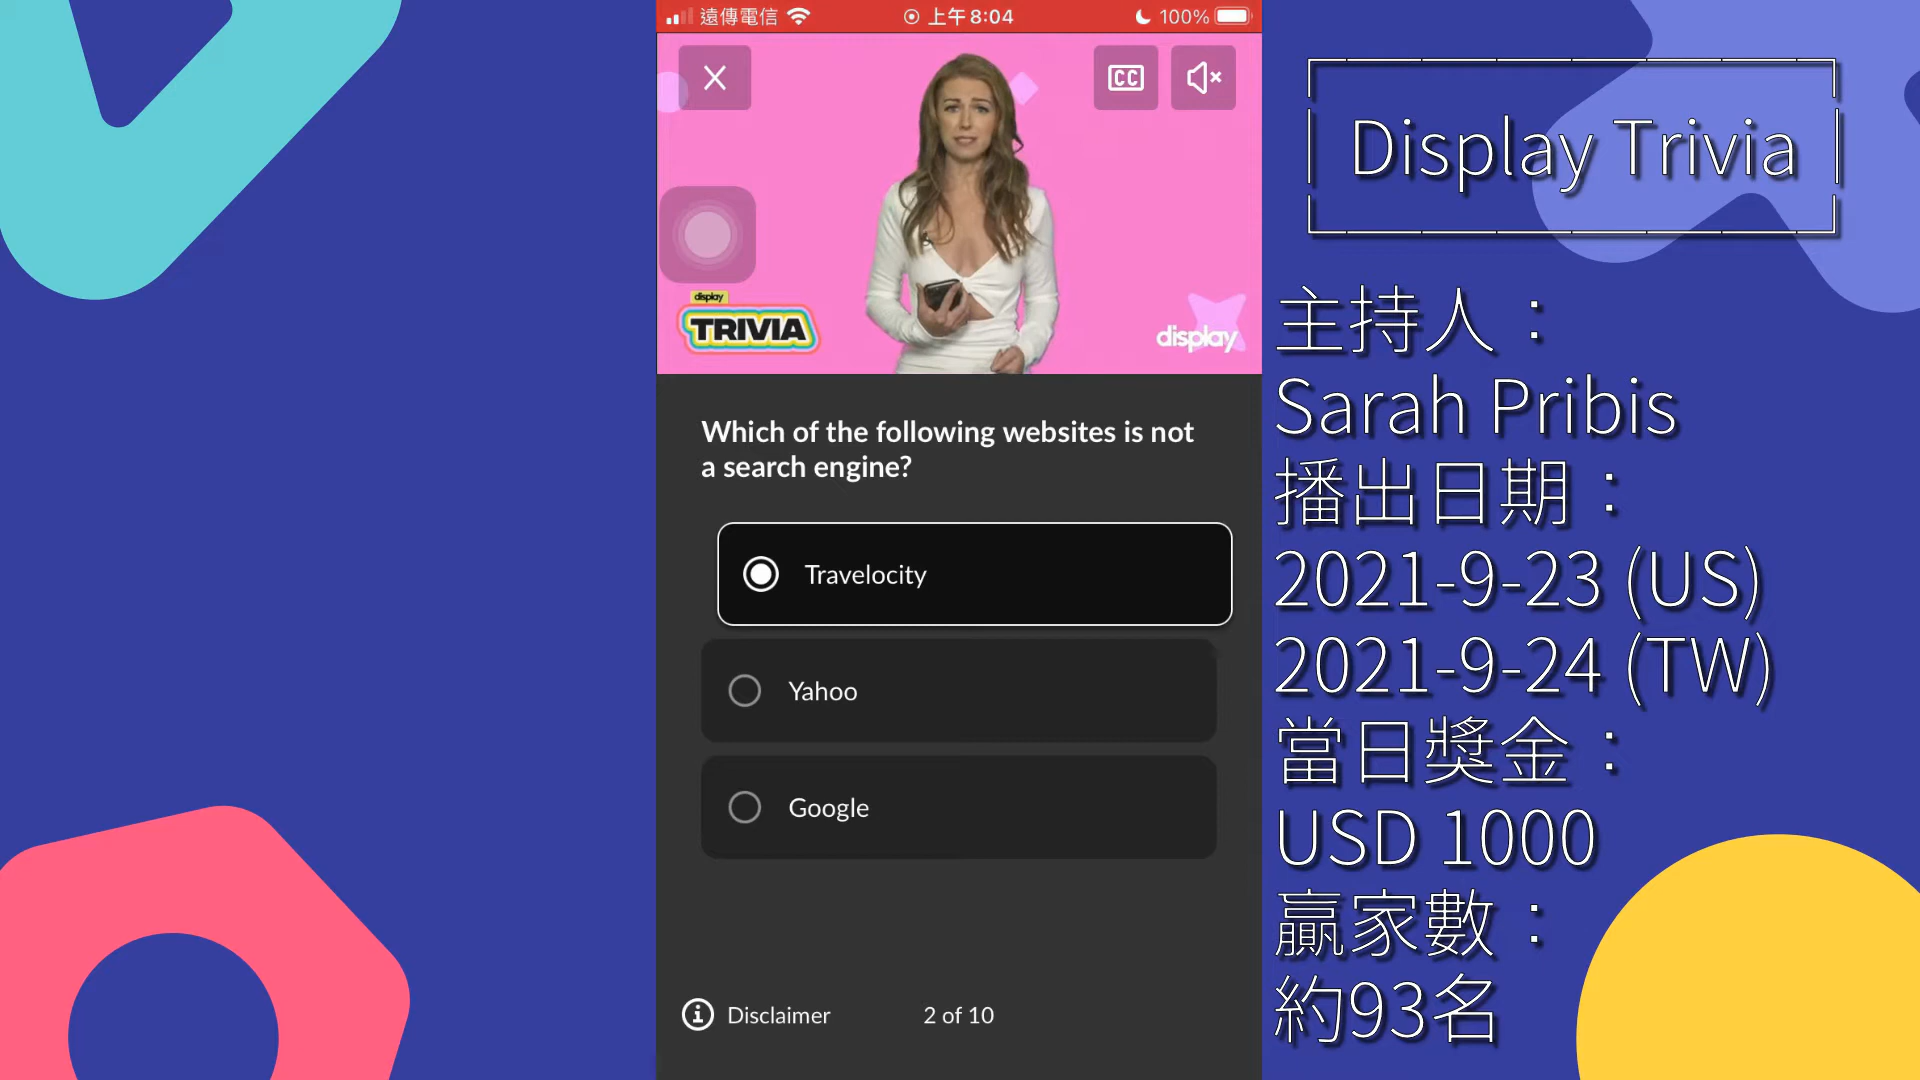 遠傳電信
上午8:04
100%
CC
display
TRIVIA
display
Which of the following websites is not
a search engine?
Travelocity
Yahoo
Google
Disclaimer
2 of 10
Display Trivia
主持人：
Sarah Pribis
播出日期：
2021-9-23 (US)
2021-9-24 (TW)
當日獎金：
USD 1000
贏家數：
約93名